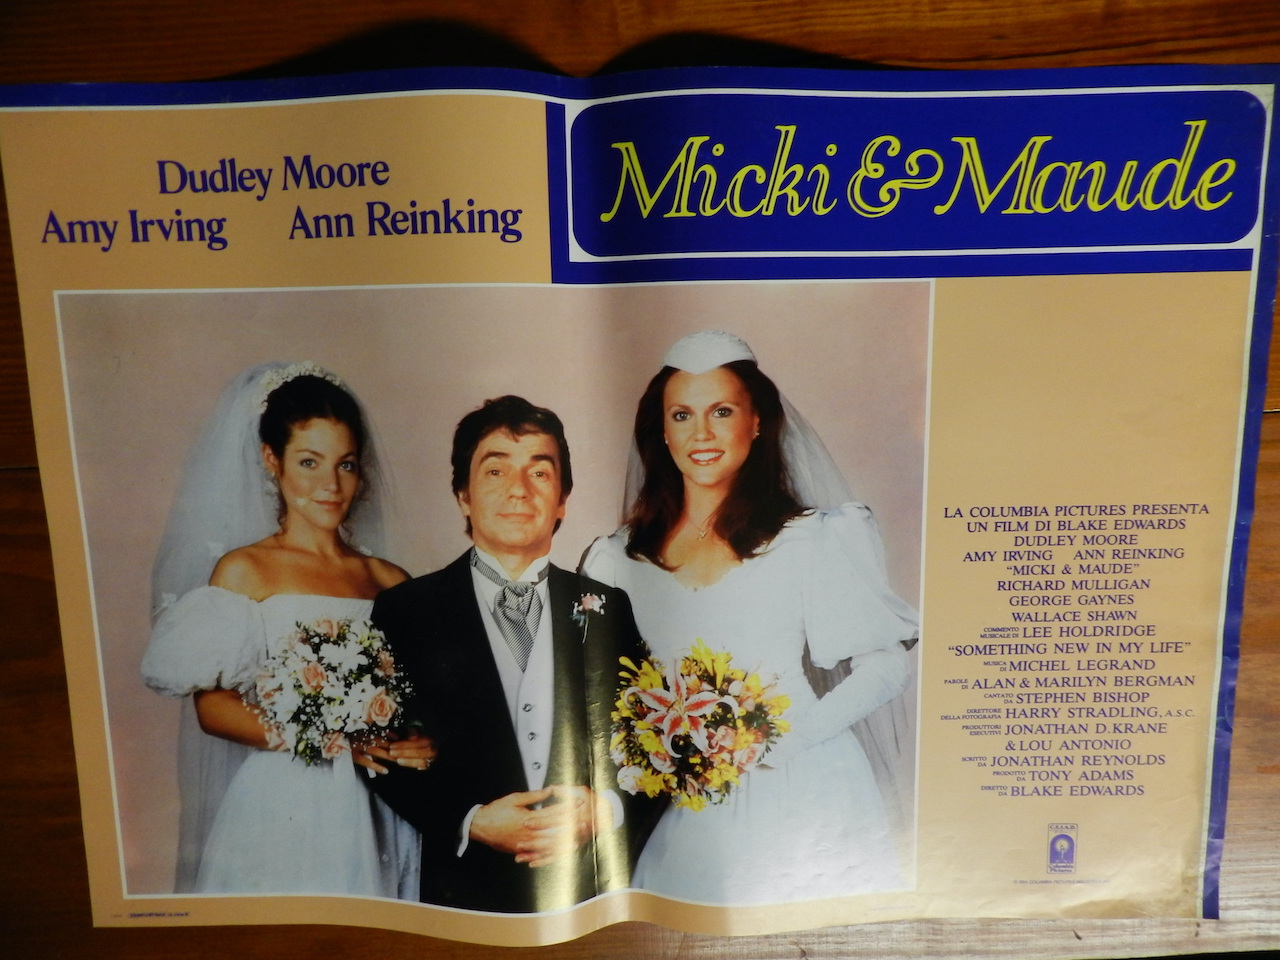 Dudley Moore
Amy Irving Ann Reinking
Micki & Maude
LA COLUMBIA PICTURES PRESENTA
UN FILM DI BLAKE EDWARDS
DUDLEY MOORE
AMY IRVING ANN REINKING
"MICKI & MAUDE"
RICHARD MULLIGAN
GEORGE GAYNES
WALLACE SHAWN
COMMENTO MUSICALE DI LEE HOLDRIDGE
"SOMETHING NEW IN MY LIFE"
MUSICA DI MICHEL LEGRAND
PAROLE DI ALAN & MARILYN BERGMAN
CANTATO DA STEPHEN BISHOP
DIRETTORE DELLA FOTOGRAFIA HARRY STRADLING, A.S.C.
PRODUTTORI ESECUTIVI JONATHAN D. KRANE
& LOU ANTONIO
SCRITTO DA JONATHAN REYNOLDS
PRODOTTO DA TONY ADAMS
DIRETTO DA BLAKE EDWARDS
Columbia
Pictures